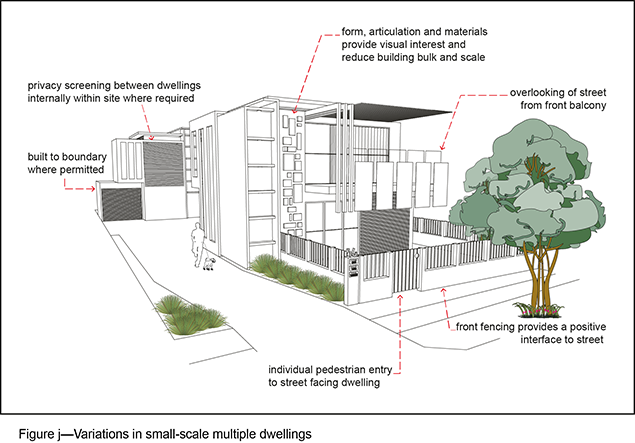 form, articulation and materials
provide visual interest and
reduce building bulk and scale
privacy screening between dwellings
internally within site where required
overlooking of street
from front balcony
built to boundary
where permitted
front fencing provides a positive
interface to street
individual pedestrian entry
to street facing dwelling
Figure j—Variations in small-scale multiple dwellings